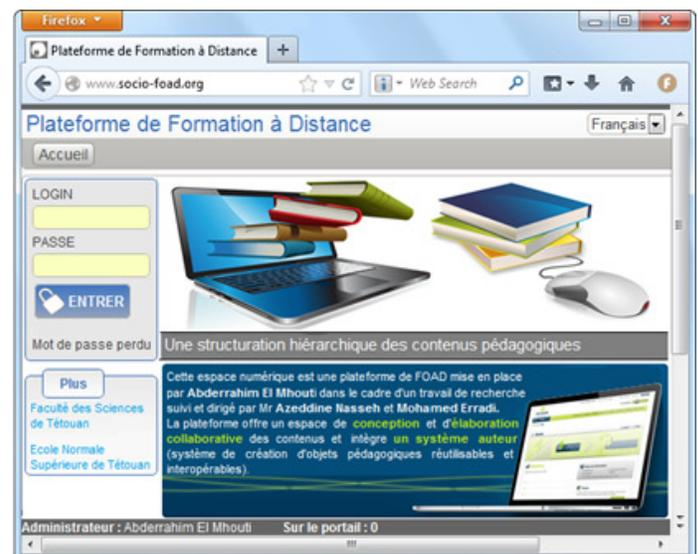 Firefox
Plateforme de Formation à Distance
www.socio-foad.org
Web Search
Plateforme de Formation à Distance
Français
Accueil
LOGIN
PASSE
ENTRER
Mot de passe perdu
Une structuration hiérarchique des contenus pédagogiques
Plus
Faculté des Sciences
de Tétouan
Ecole Normale
Supérieure de Tétouan
Cette espace numérique est une plateforme de FOAD mise en place
par Abderrahim El Mhouti dans le cadre d'un travail de recherche
suivi et dirigé par Mr Azeddine Nasseh et Mohamed Erradi.
La plateforme offre un espace de conception et d'élaboration
collaborative des contenus et intègre un système auteur
(système de création d'objets pédagogiques réutilisables et
interopérables).
Administrateur : Abderrahim El Mhouti Sur le portail : 0